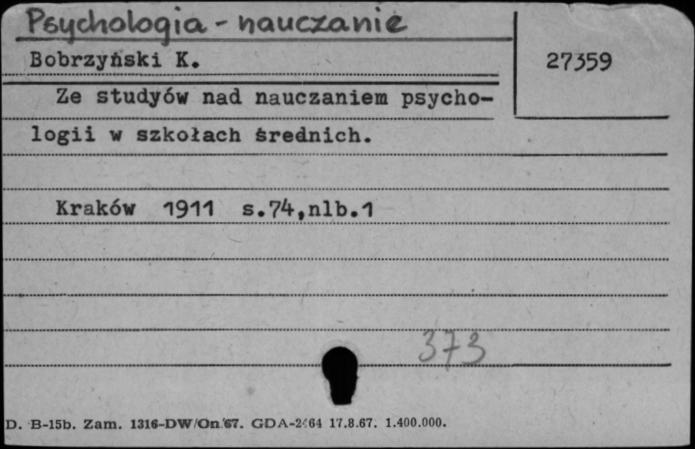 Psychologia - nauczanie
Bobrzyński K.
27359
Ze studyów nad nauczaniem psycho-
logii w szkołach średnich.
Kraków 1911 s.74,nlb.1
373
D. B-15b. Zam. 1316-DW/On.67. GDA-2464 17.8.67. 1.400.000.